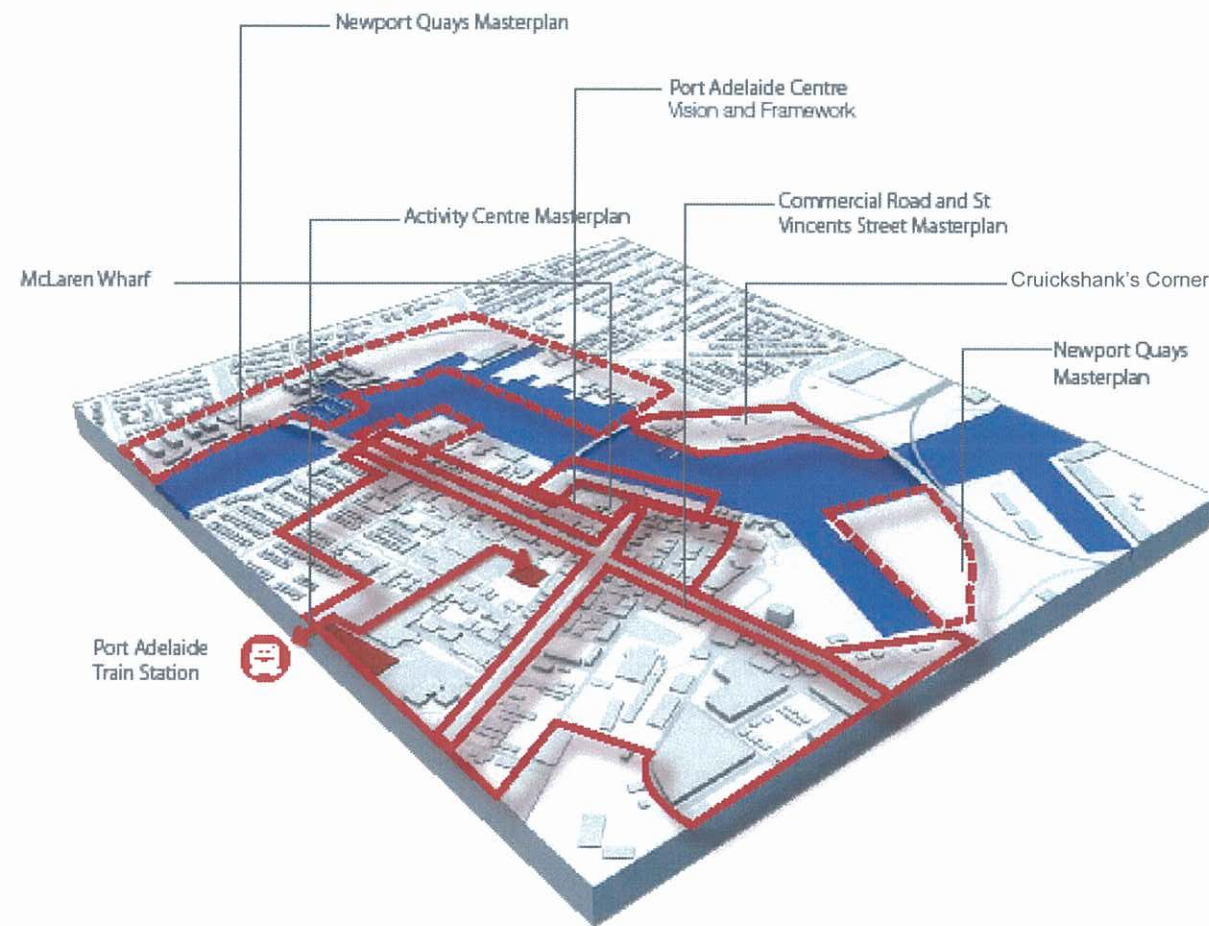 Newport Quays Masterplan
Port Adelaide Centre
Vision and Framework
Activity Centre Masterplan
Commercial Road and St
Vincents Street Masterplan
McLaren Wharf
Cruickshank's Corner
Newport Quays
Masterplan
Port Adelaide
Train Station